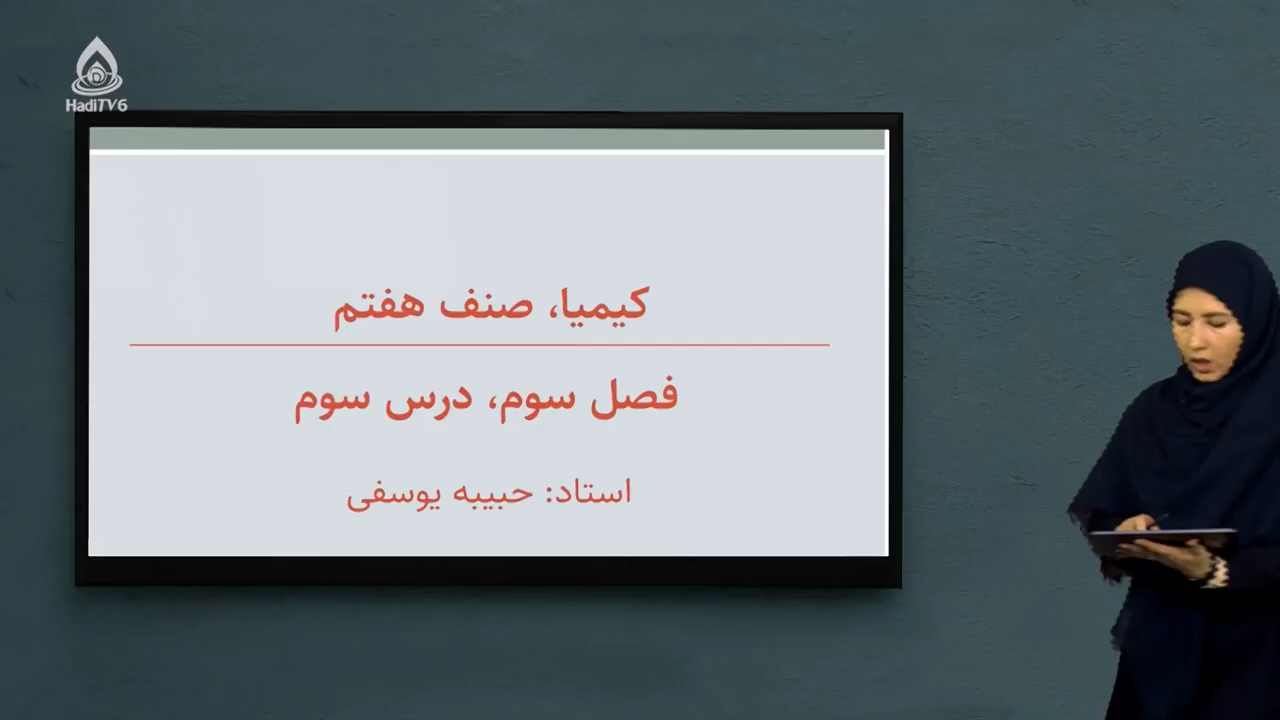 HadiTV6
کیمیا، صنف هفتم
فصل سوم، درس سوم
استاد: حبیبه یوسفی